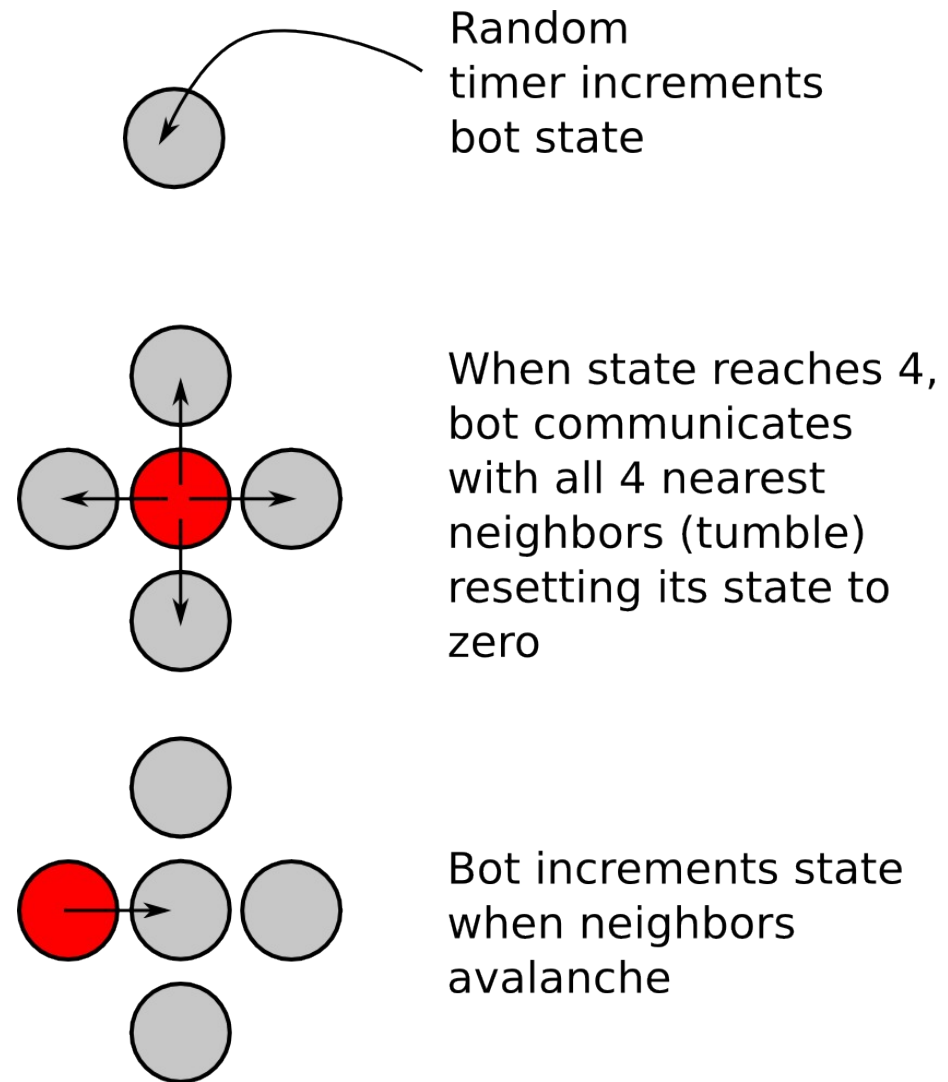 Random
timer increments
bot state
When state reaches 4,
bot communicates
with all 4 nearest
neighbors (tumble)
resetting its state to
zero
Bot increments state
when neighbors
avalanche